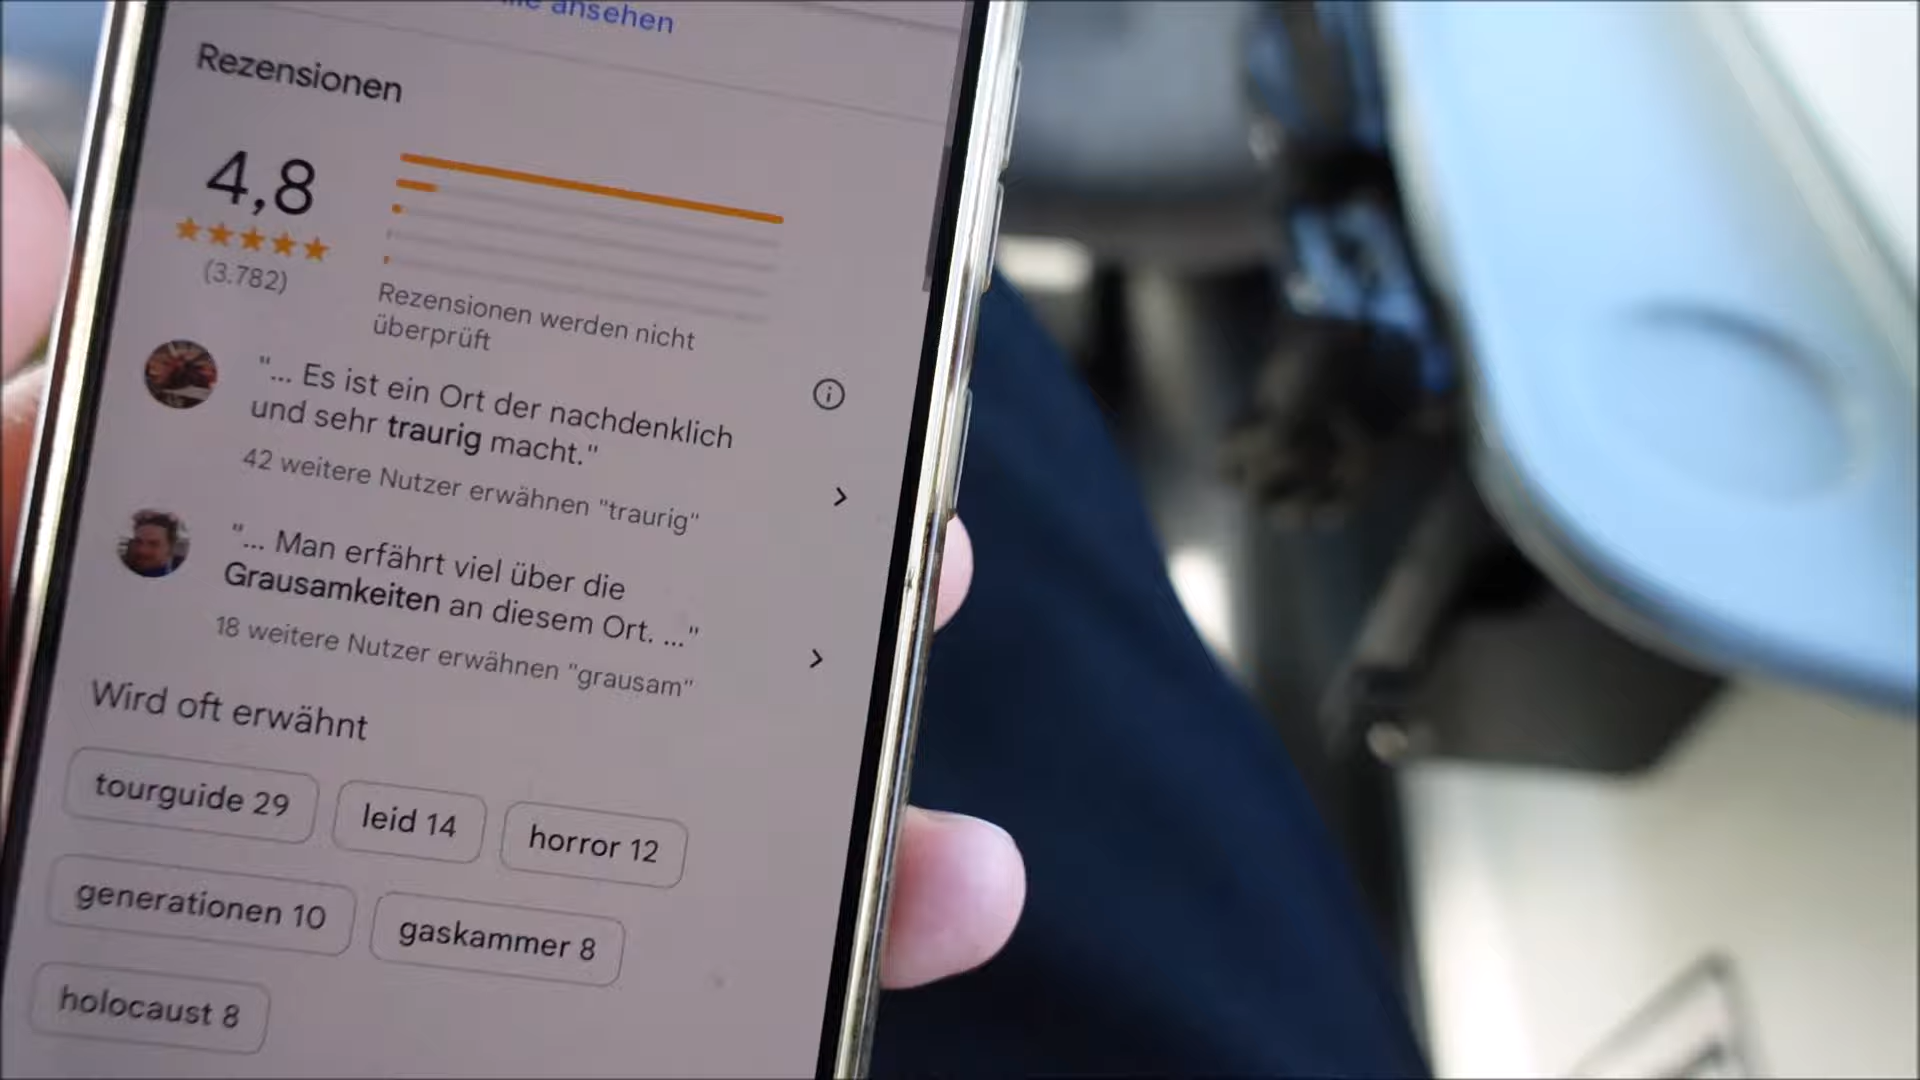 ansehen
Rezensionen
4,8
(3.782)
Rezensionen werden nicht
überprüft
"... Es ist ein Ort der nachdenklich
und sehr traurig macht."
42 weitere Nutzer erwähnen "traurig"
"... Man erfährt viel über die
Grausamkeiten an diesem Ort. ..."
18 weitere Nutzer erwähnen "grausam"
Wird oft erwähnt
tourguide 29
leid 14
horror 12
generationen 10
gaskammer 8
holocaust 8